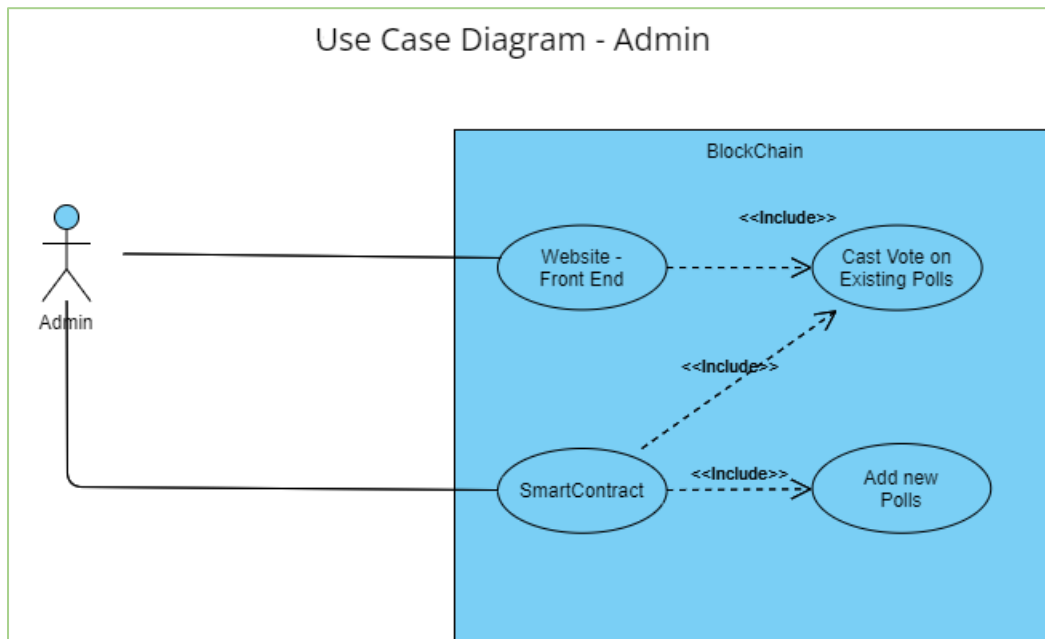 Use Case Diagram - Admin
BlockChain
<<Include>>
Website -
Front End
Cast Vote on
Existing Polls
Admin
<<Include>>
<<Include>>
SmartContract
Add new
Polls